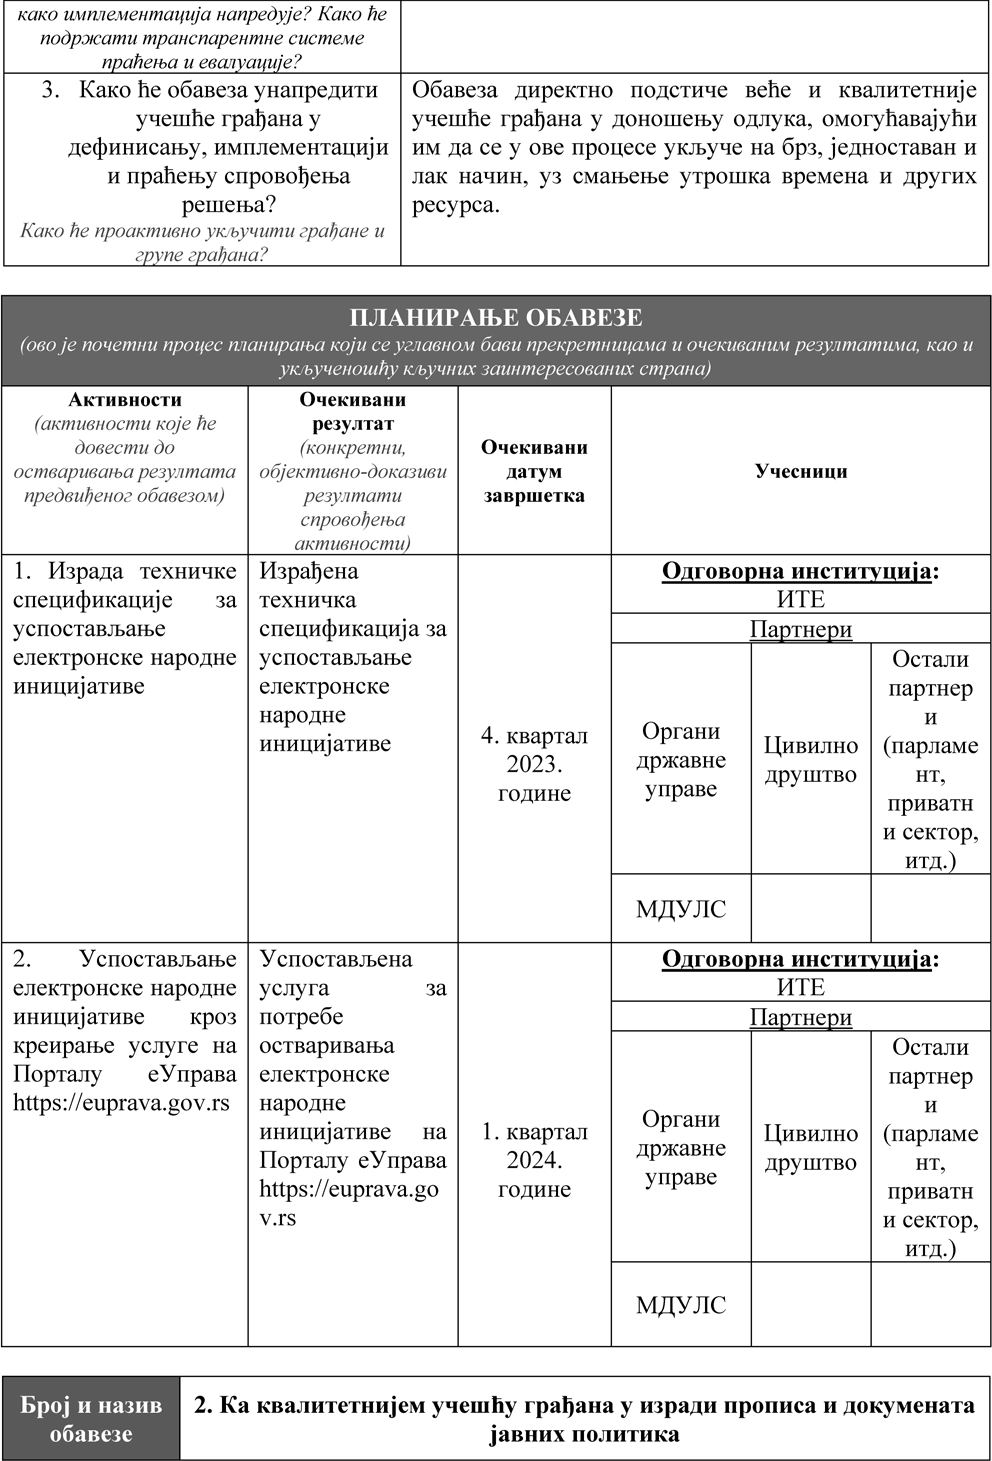 како имплементација напредује? Како ће
подржати транспарентне системе
праћења и евалуације?
3. Како ће обавеза унапредити
учешће грађана у
дефинисању, имплементацији
и праћењу спровођења
решења?
Како ће проактивно укључити грађане и
групе грађана?
Обавеза директно подстиче веће и квалитетније
учешће грађана у доношењу одлука, омогућавајући
им да се у ове процесе укључе на брз, једноставан и
лак начин, уз смањење утрошка времена и других
ресурса.
ПЛАНИРАЊЕ ОБАВЕЗЕ
(ово је почетни процес планирања који се углавном бави прекретницама и очекиваним резултатима, као и
укљученошћу кључних заинтересованих страна)
Активности
(активности које ће
довести до
остваривања резултата
предвиђеног обавезом)
Очекивани
резултат
(конкретни,
објективно-доказиви
резултати
спровођења
активности)
Очекивани
датум
завршетка
Учесници
1. Израда техничке
спецификације за
успостављање
електронске народне
иницијативе
Израђена
техничка
спецификација за
успостављање
електронске
народне
иницијативе
4. квартал
2023.
године
Одговорна институција:
ИТЕ
Партнери
Органи
државне
управе
Цивилно
друштво
Остали
партнер
и
(парламе
нт,
приватн
и сектор,
итд.)
МДУЛС
2. Успостављање
електронске народне
иницијативе кроз
креирање услуге на
Порталу еУправа
https://euprava.gov.rs
Успостављена
услуга за
потребе
остваривања
електронске
народне
иницијативе на
Порталу еУправа
https://euprava.go
v.rs
1. квартал
2024.
године
Одговорна институција:
ИТЕ
Партнери
Органи
државне
управе
Цивилно
друштво
Остали
партнер
и
(парламе
нт,
приватн
и сектор,
итд.)
МДУЛС
Број и назив
обавезе
2. Ка квалитетнијем учешћу грађана у изради прописа и докумената
јавних политика